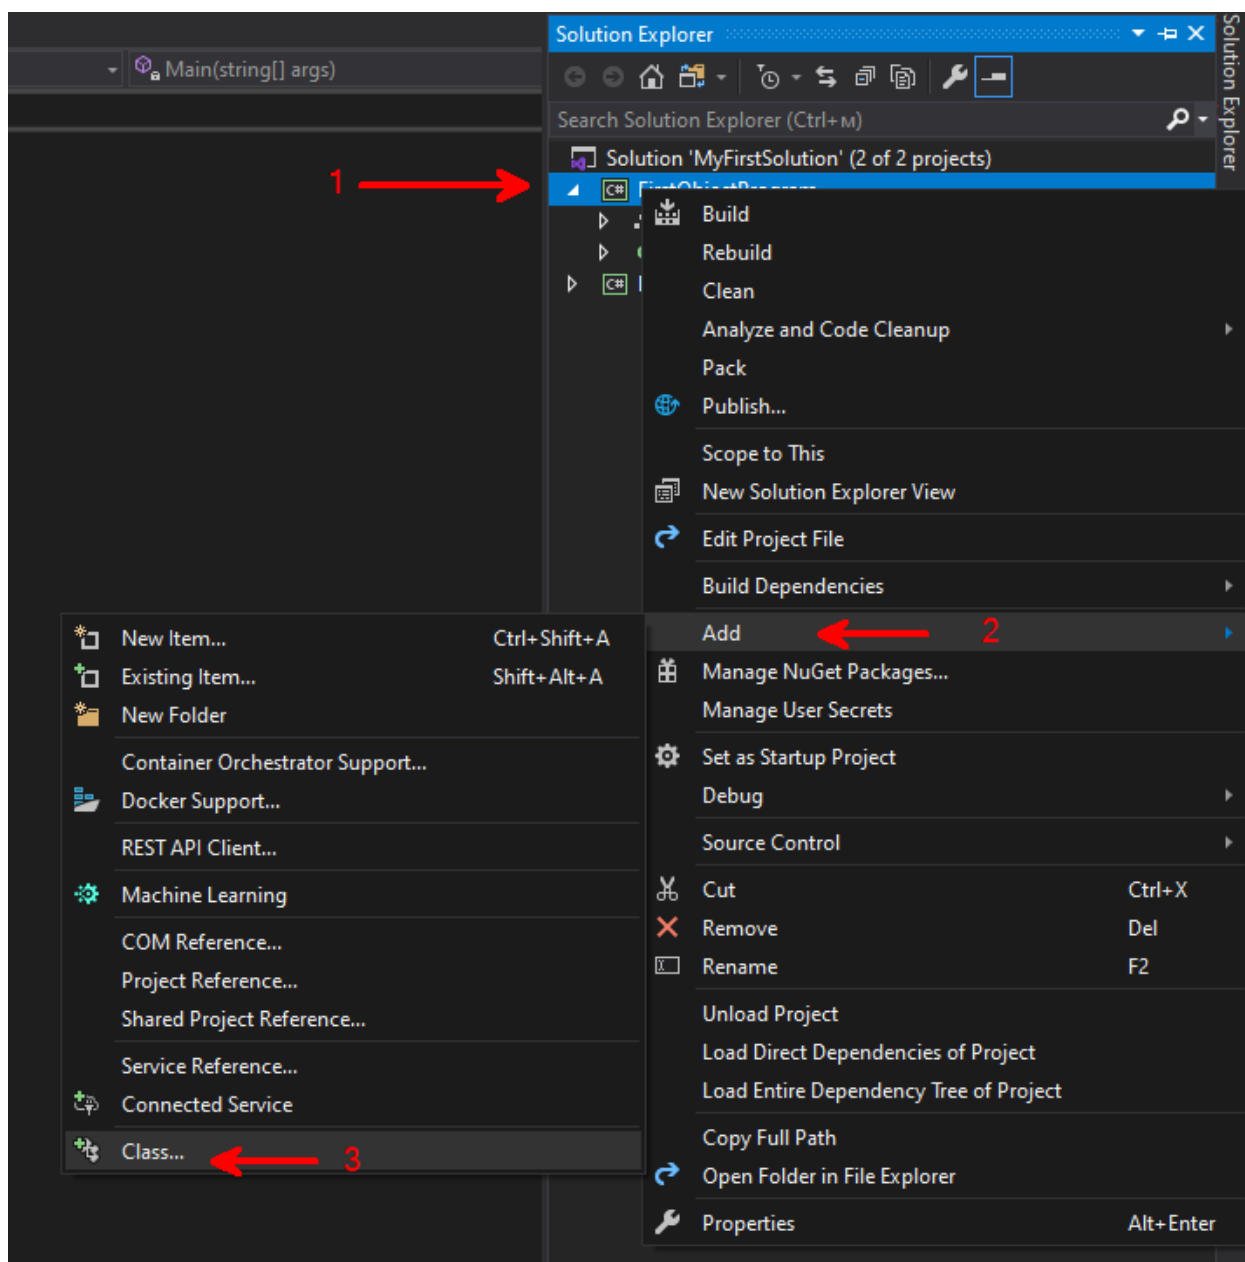 Solution Explorer
Solution Explorer
Main(string[] args)
Search Solution Explorer (Ctrl+м)
Solution 'MyFirstSolution' (2 of 2 projects)
1
FirstObjectProgram
Build
Rebuild
Clean
Analyze and Code Cleanup
Pack
Publish...
Scope to This
New Solution Explorer View
Edit Project File
Build Dependencies
Add 2
Manage NuGet Packages...
Manage User Secrets
Set as Startup Project
Debug
Source Control
Cut Ctrl+X
Remove Del
Rename F2
Unload Project
Load Direct Dependencies of Project
Load Entire Dependency Tree of Project
Copy Full Path
Open Folder in File Explorer
Properties Alt+Enter
New Item... Ctrl+Shift+A
Existing Item... Shift+Alt+A
New Folder
Container Orchestrator Support...
Docker Support...
REST API Client...
Machine Learning
COM Reference...
Project Reference...
Shared Project Reference...
Service Reference...
Connected Service
Class... 3